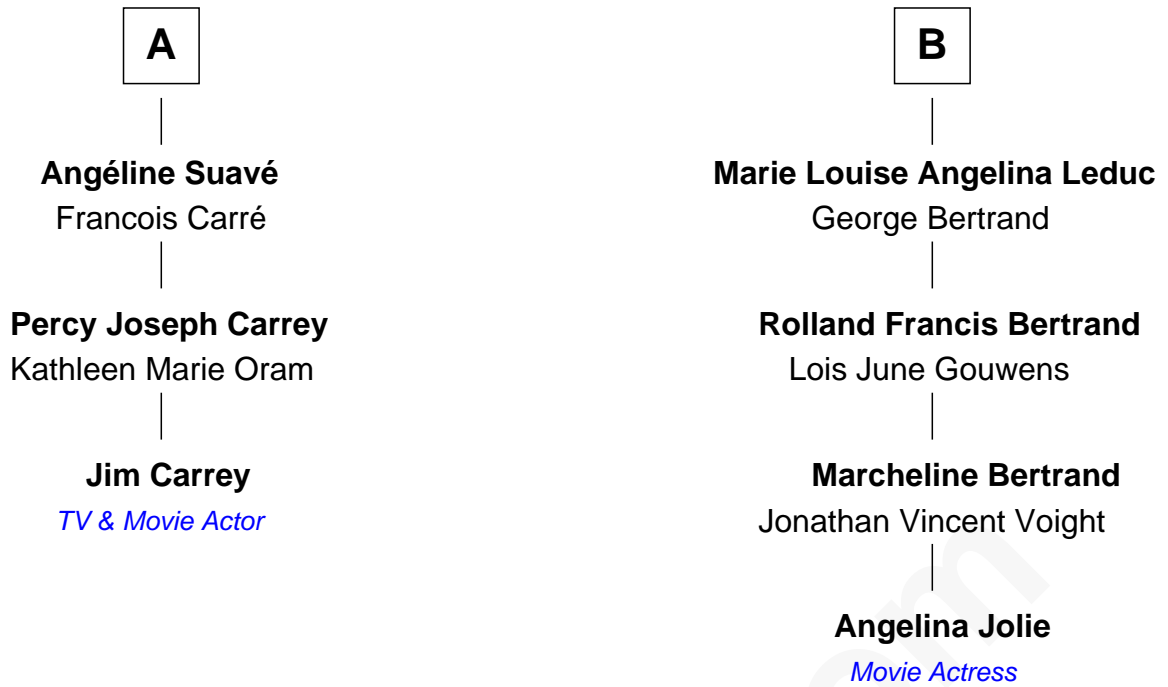 A
Angéline Suavé
Francois Carré
Percy Joseph Carrey
Kathleen Marie Oram
Jim Carrey
TV & Movie Actor
B
Marie Louise Angelina Leduc
George Bertrand
Rolland Francis Bertrand
Lois June Gouwens
Marcheline Bertrand
Jonathan Vincent Voight
Angelina Jolie
Movie Actress
om